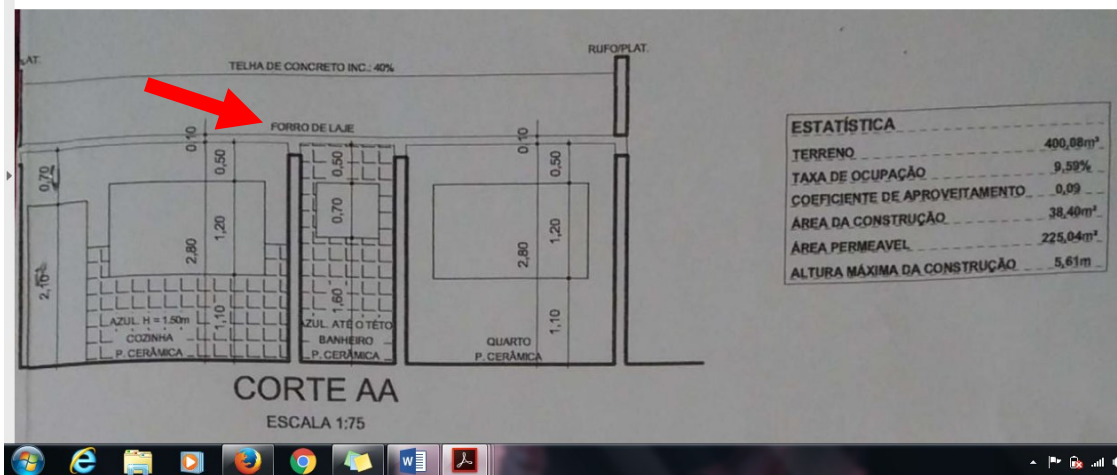 RUFO/PLAT.
TELHA DE CONCRETO INC.: 40%
FORRO DE LAJE
0,10
0,50
1,20
2,80
1,10
0,70
2,10
0,50
0,70
1,60
0,10
0,50
1,20
2,80
1,10
AZUL. H = 1.50m
COZINHA
P. CERÂMICA
AZUL. ATÉ O TÉTO
BANHEIRO
P. CERÂMICA
QUARTO
P. CERÂMICA
CORTE AA
ESCALA 1:75
ESTATÍSTICA
TERRENO 400,08m²
TAXA DE OCUPAÇÃO 9,59%
COEFICIENTE DE APROVEITAMENTO 0,09
ÁREA DA CONSTRUÇÃO 38,40m²
ÁREA PERMEAVEL 225,04m²
ALTURA MÁXIMA DA CONSTRUÇÃO 5,61m